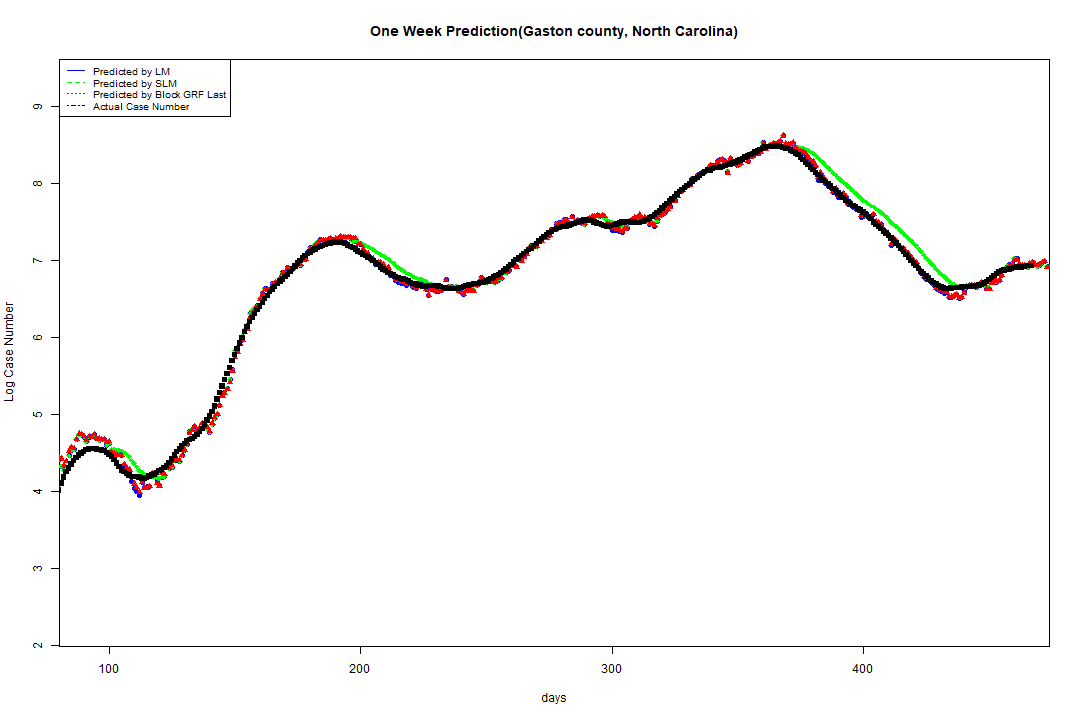 One Week Prediction(Gaston county, North Carolina)
Predicted by LM
Predicted by SLM
Predicted by Block GRF Last
Actual Case Number
Log Case Number
9
8
7
6
5
4
3
2
100 200 300 400
days